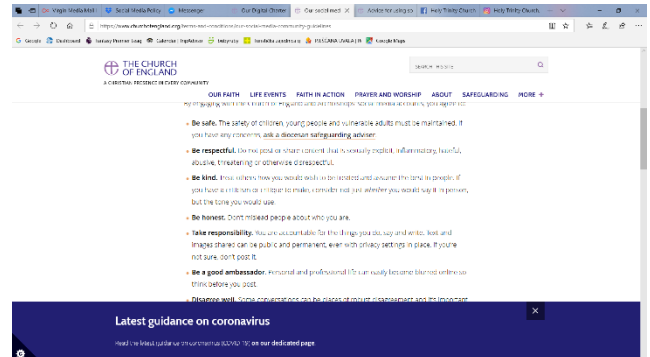 Virgin Media Mail
Social Media Policy
Messenger
Our Digital Charter
Our social med
Advice for using so
Holy Trinity Church
Holy Trinity Church
https://www.churchofengland.org/terms-and-conditions/our-social-media-community-guidelines
Google
Dashboard
Fantasy Premier Leag
Calendar
TripAdvisor
Google Maps
THE CHURCH
OF ENGLAND
A CHRISTIAN PRESENCE IN EVERY COMMUNITY
SEARCH THIS SITE
OUR FAITH LIFE EVENTS FAITH IN ACTION PRAYER AND WORSHIP ABOUT SAFEGUARDING MORE +
By engaging with the Church of England and Archbishops' social media accounts, you agree to:
Be safe. The safety of children, young people and vulnerable adults must be maintained. If
you have any concerns, ask a diocesan safeguarding adviser.
Be respectful. Do not post or share content that is sexually explicit, inflammatory, hateful,
abusive, threatening or otherwise disrespectful.
Be kind. Treat others how you would wish to be treated and assume the best in people. If
you have a criticism or critique to make, consider not just whether you would say it in person,
but the tone you would use.
Be honest. Don't mislead people about who you are.
Take responsibility. You are accountable for the things you do, say and write. Text and
images shared can be public and permanent, even with privacy settings in place. If you're
not sure, don't post it.
Be a good ambassador. Personal and professional life can easily become blurred online so
think before you post.
Disagree well. Some conversations can be places of robust disagreement and it's important
Latest guidance on coronavirus
Read the latest guidance on coronavirus (COVID-19) on our dedicated page.